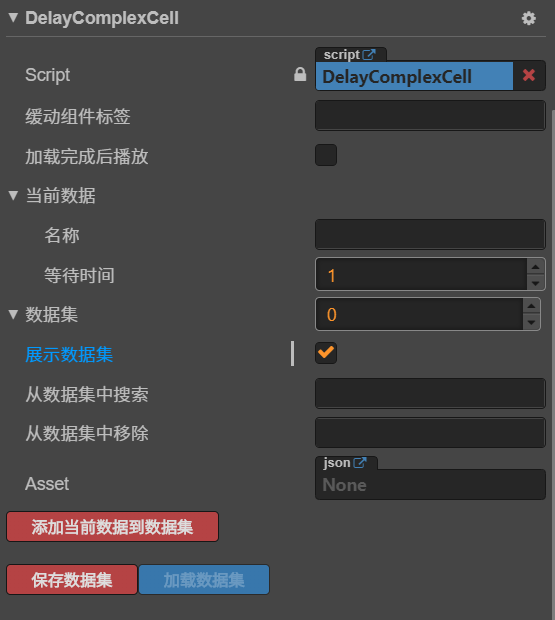 DelayComplexCell
script
Script
DelayComplexCell
缓动组件标签
加载完成后播放
当前数据
名称
等待时间
1
数据集
0
展示数据集
从数据集中搜索
从数据集中移除
json
Asset
None
添加当前数据到数据集
保存数据集
加载数据集